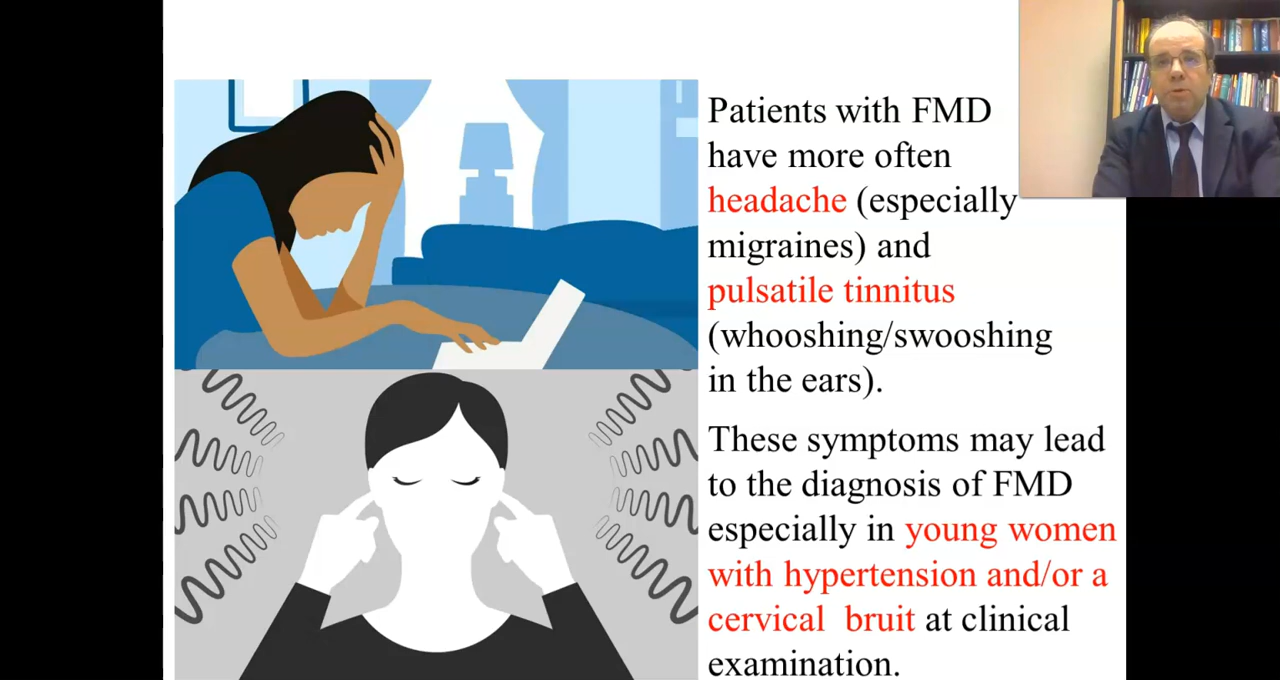 Patients with FMD
have more often
headache (especially
migraines) and
pulsatile tinnitus
(whooshing/swooshing
in the ears).
These symptoms may lead
to the diagnosis of FMD
especially in young women
with hypertension and/or a
cervical  bruit at clinical
examination.